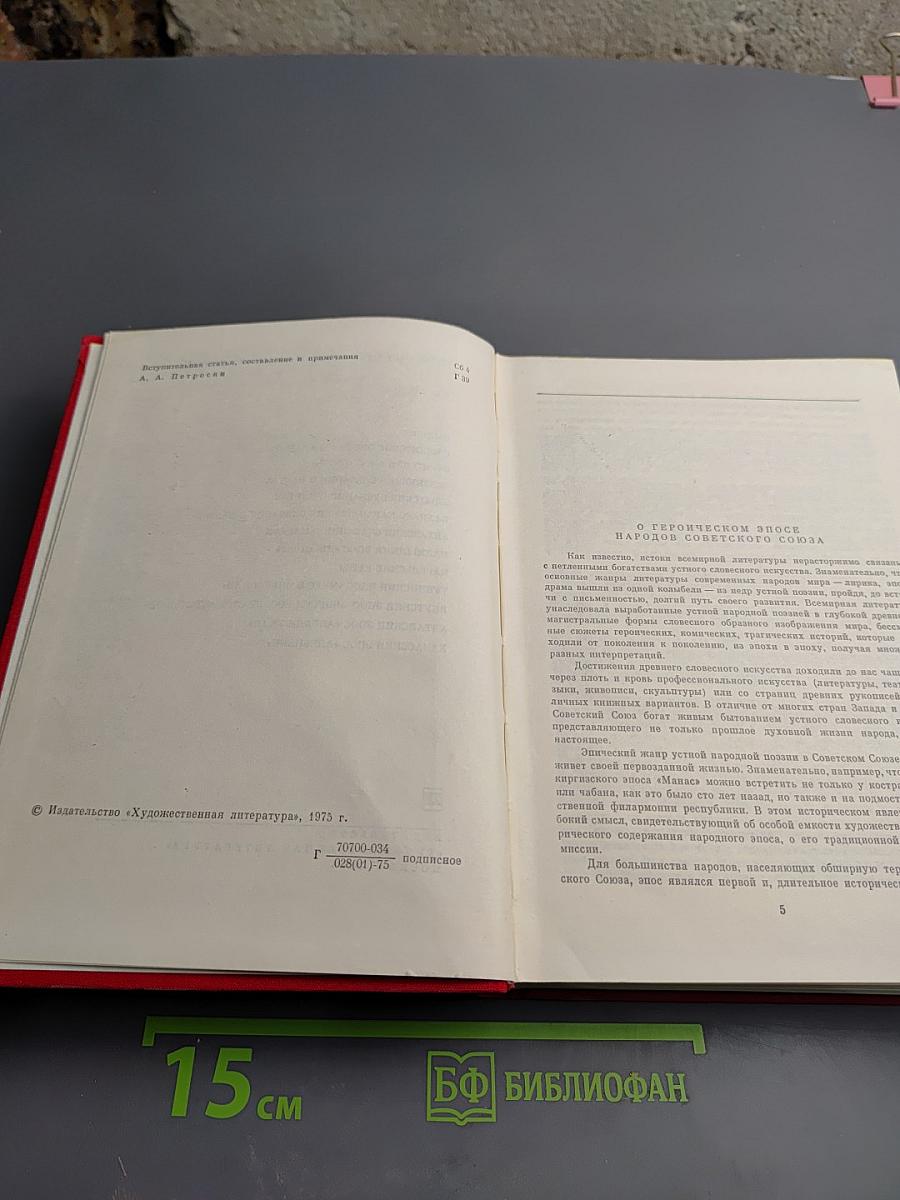 Вступительная статья, составление и примечания
А. А. Петросян
Сб 4
Г 39
© Издательство «Художественная литература», 1975 г.
Г 70700-034
028(01)-75 подписное
О ГЕРОИЧЕСКОМ ЭПОСЕ
НАРОДОВ СОВЕТСКОГО СОЮЗА
Как известно, истоки всемирной литературы нерасторжимо связаны
с нетленными богатствами устного словесного искусства. Знаменательно, чт
основные жанры литературы современных народов мира — лирика, эпо
драма вышли из одной колыбели — из недр устной поэзии, пройдя, до вст
чи с письменностью, долгий путь своего развития. Всемирная литерат
унаследовала выработанные устной народной поэзией в глубокой древно
магистральные формы словесного образного изображения мира, бессм
ные сюжеты героических, комических, трагических историй, которые
ходили от поколения к поколению, из эпохи в эпоху, получая множ
разных интерпретаций.
Достижения древнего словесного искусства доходили до нас чащ
через плоть и кровь профессионального искусства (литературы, теат
зыки, живописи, скульптуры) или со страниц древних рукописей
личных книжных вариантов. В отличие от многих стран Запада и
Советский Союз богат живым бытованием устного словесного и
представляющего не только прошлое духовной жизни народа,
настоящее.
Эпический жанр устной народной поэзии в Советском Союзе
живет своей первозданной жизнью. Знаменательно, например, что
киргизского эпоса «Манас» можно встретить не только у костра
или чабана, как это было сто лет назад, но также и на подмост
ственной филармонии республики. В этом историческом явле
бокий смысл, свидетельствующий об особой емкости художеств
рического содержания народного эпоса, о его традиционной
миссии.
Для большинства народов, населяющих обширную тер
ского Союза, эпос являлся первой и, длительное историчес
5
15 см
БФ БИБЛИОФАН